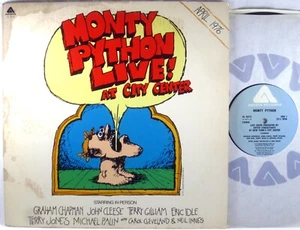 APRIL 1976
MONTY
PYTHON
LIVE!
AT CITY CENTER
STARRING IN PERSON
GRAHAM CHAPMAN JOHN CLEESE TERRY GILLIAM ERIC IDLE
TERRY JONES MICHAEL PALIN WITH CAROL CLEVELAND & NEIL INNES
MONTY PYTHON